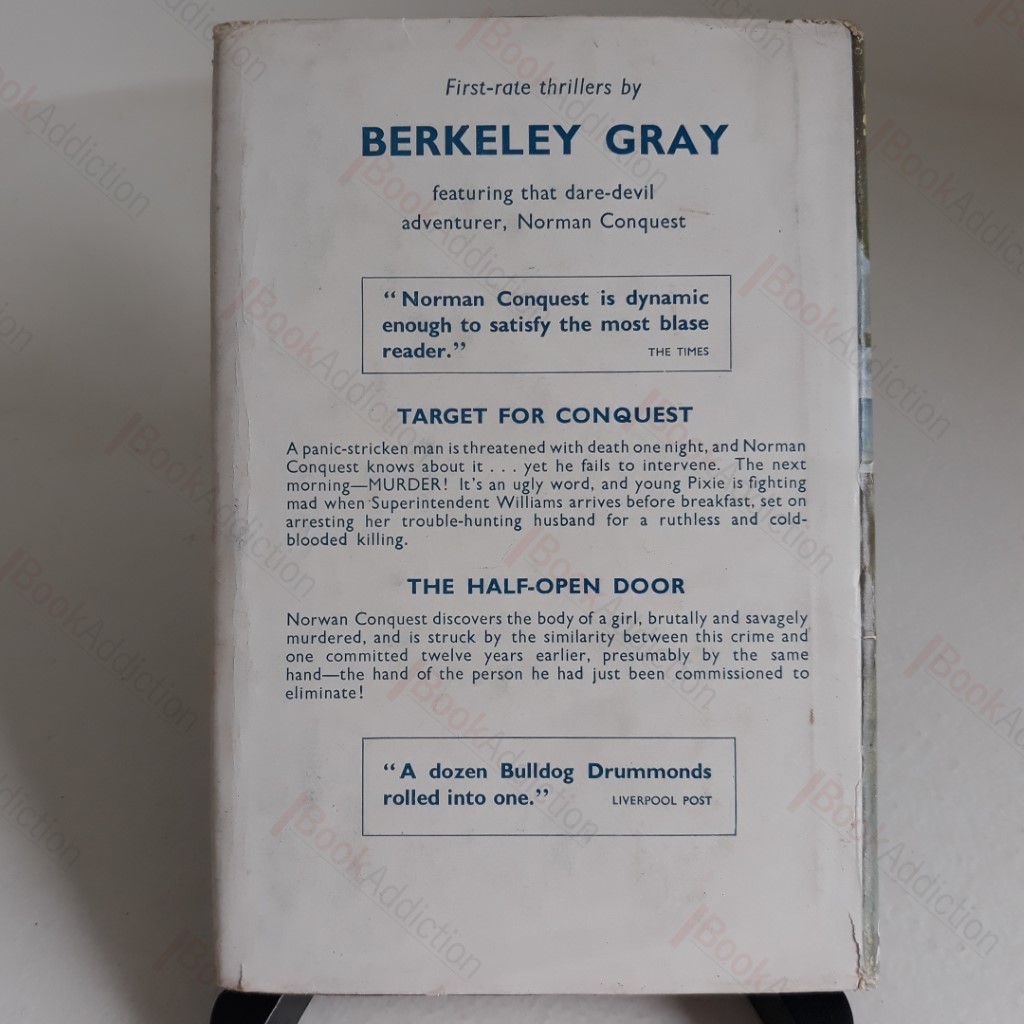 First-rate thrillers by
BERKELEY GRAY
featuring that dare-devil
adventurer, Norman Conquest
“Norman Conquest is dynamic
enough to satisfy the most blase
reader.” THE TIMES
TARGET FOR CONQUEST
A panic-stricken man is threatened with death one night, and Norman
Conquest knows about it . . . yet he fails to intervene. The next
morning—MURDER! It's an ugly word, and young Pixie is fighting
mad when Superintendent Williams arrives before breakfast, set on
arresting her trouble-hunting husband for a ruthless and cold-
blooded killing.
THE HALF-OPEN DOOR
Norwan Conquest discovers the body of a girl, brutally and savagely
murdered, and is struck by the similarity between this crime and
one committed twelve years earlier, presumably by the same
hand—the hand of the person he had just been commissioned to
eliminate!
“A dozen Bulldog Drummonds
rolled into one.” LIVERPOOL POST
BookAddiction